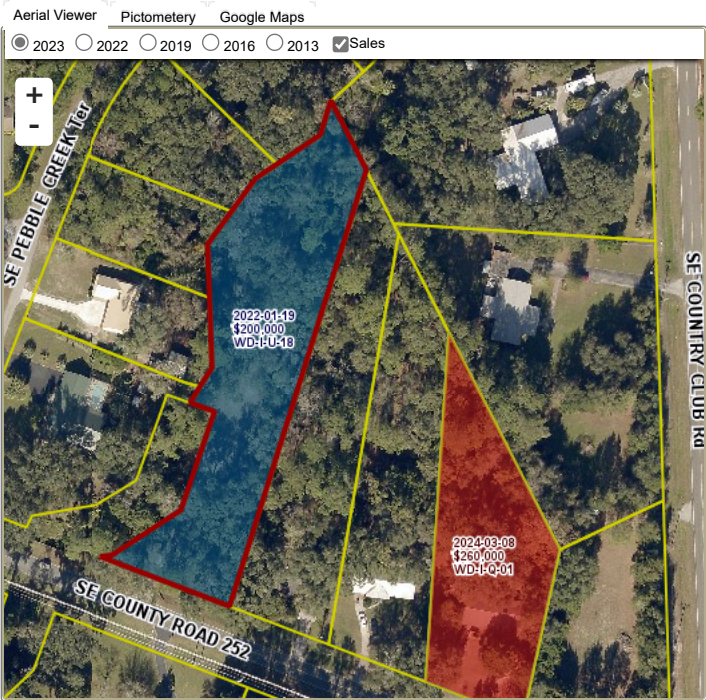 Aerial Viewer Pictometery Google Maps
2023 2022 2019 2016 2013 Sales
+
-
SE PEBBLE CREEK Ter
2022-01-19
$200,000
WD-I-U-18
SE COUNTRY CLUB Rd
2024-03-08
$260,000
WD-I-Q-01
SE COUNTY ROAD 252